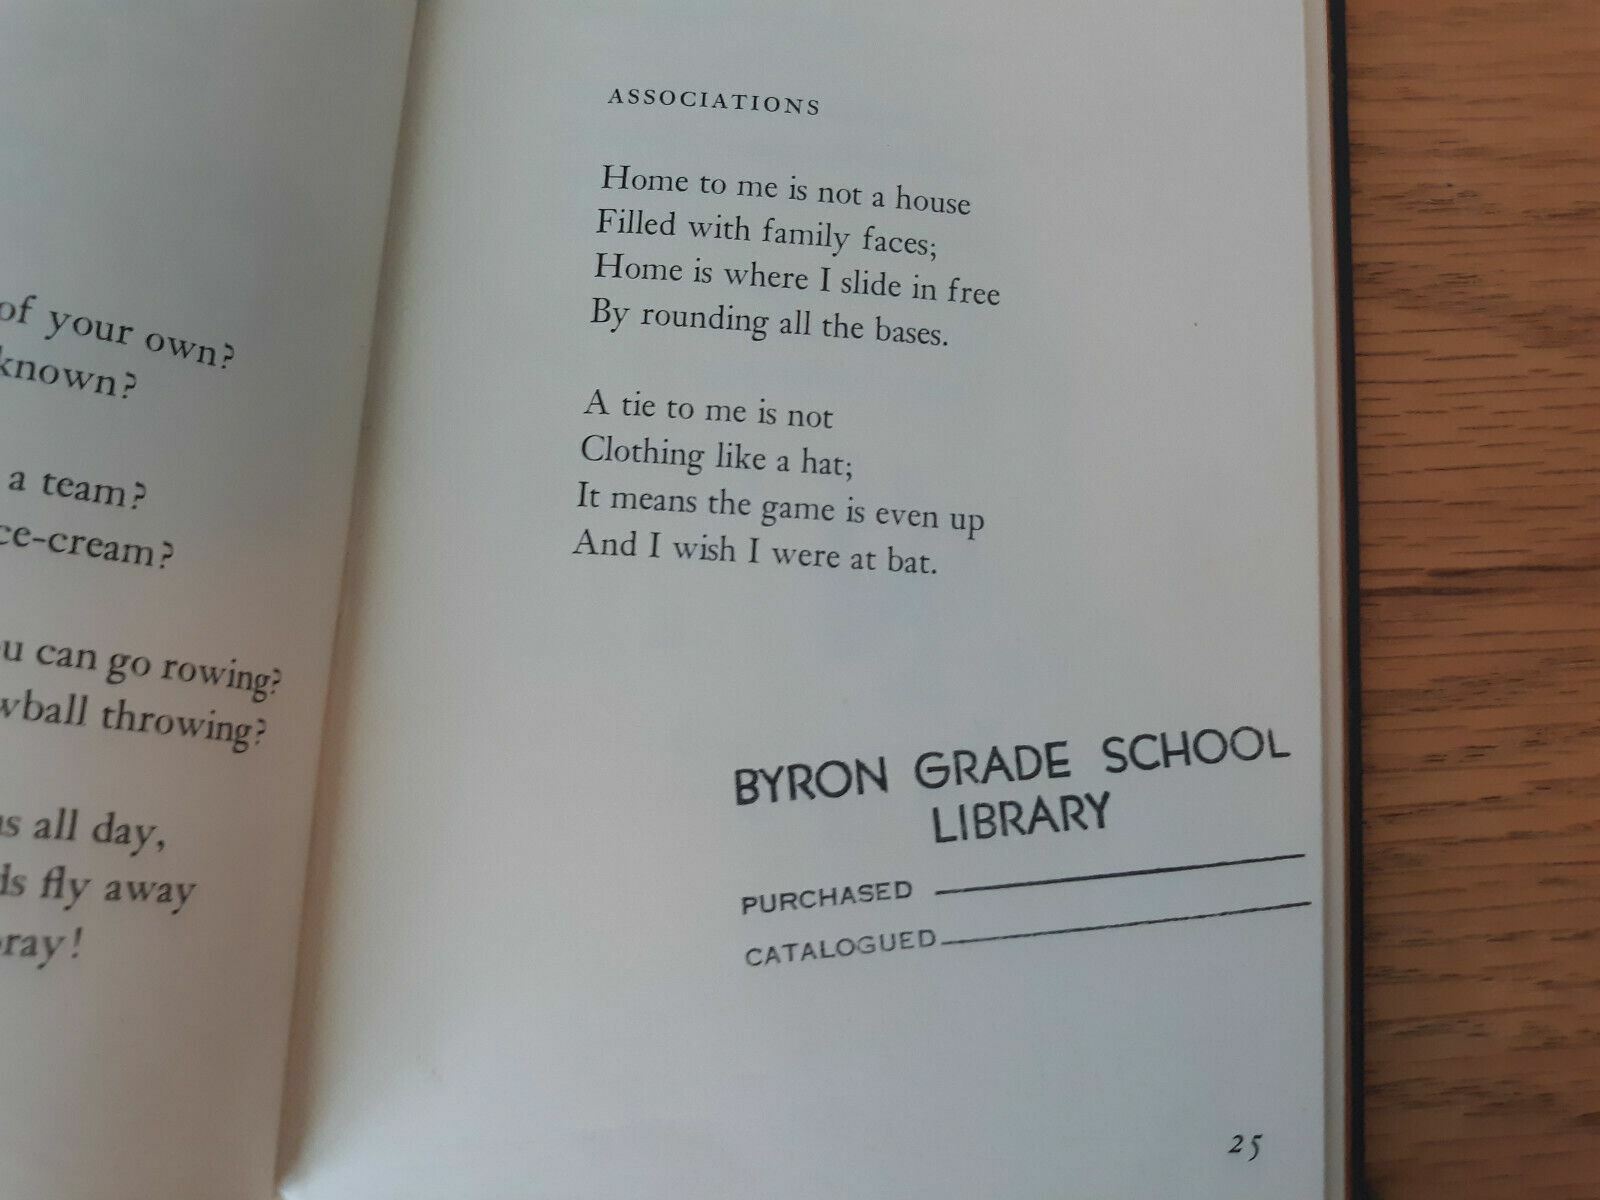 of your own?
known?
a team?
ce-cream?
u can go rowing?
wball throwing?
s all day,
ds fly away
ray!
ASSOCIATIONS
Home to me is not a house
Filled with family faces;
Home is where I slide in free
By rounding all the bases.
A tie to me is not
Clothing like a hat;
It means the game is even up
And I wish I were at bat.
BYRON GRADE SCHOOL
LIBRARY
PURCHASED
CATALOGUED
25